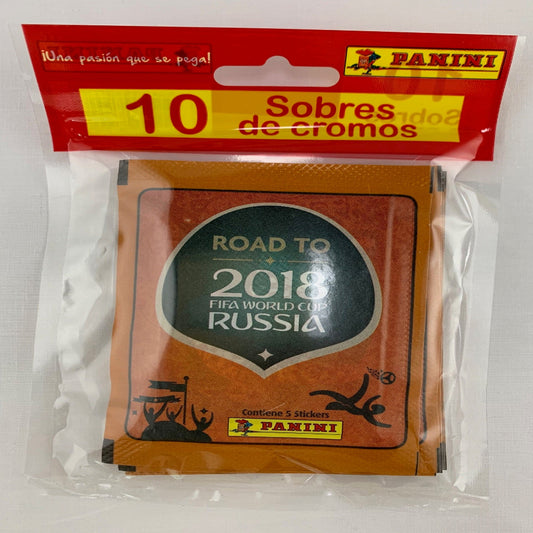 ¡Una pasión que se pega!
PANINI
10 Sobres
de cromos
ROAD TO
2018
FIFA WORLD CUP
RUSSIA
Contiene 5 Stickers
PANINI